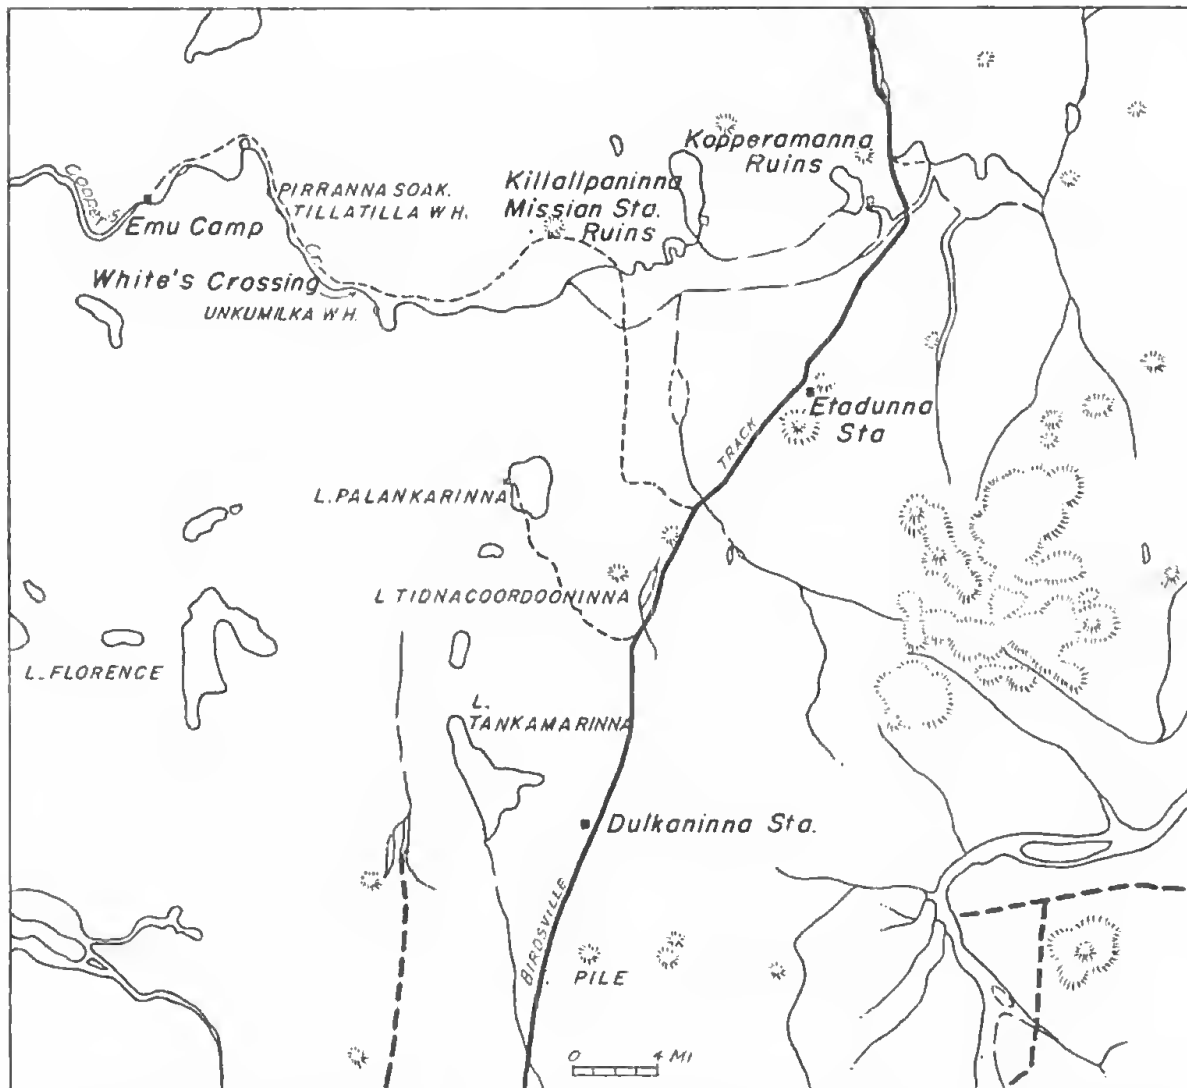 Kopperamanna
Ruins
Killallpaninna
Missian Sta.
Ruins
PIRRANNA SOAK.
TILLATILLA W H.
Cooper's
Cr.
Emu Camp
White's Crossing
UNKUMILKA W H.
Etadunna
Sta
TRACK
L. PALANKARINNA
L TIDNACOORDOONINNA
L. FLORENCE
L.
TANKAMARINNA
Dulkaninna Sta.
BIRDSVILLE
PILE
0 4 MI